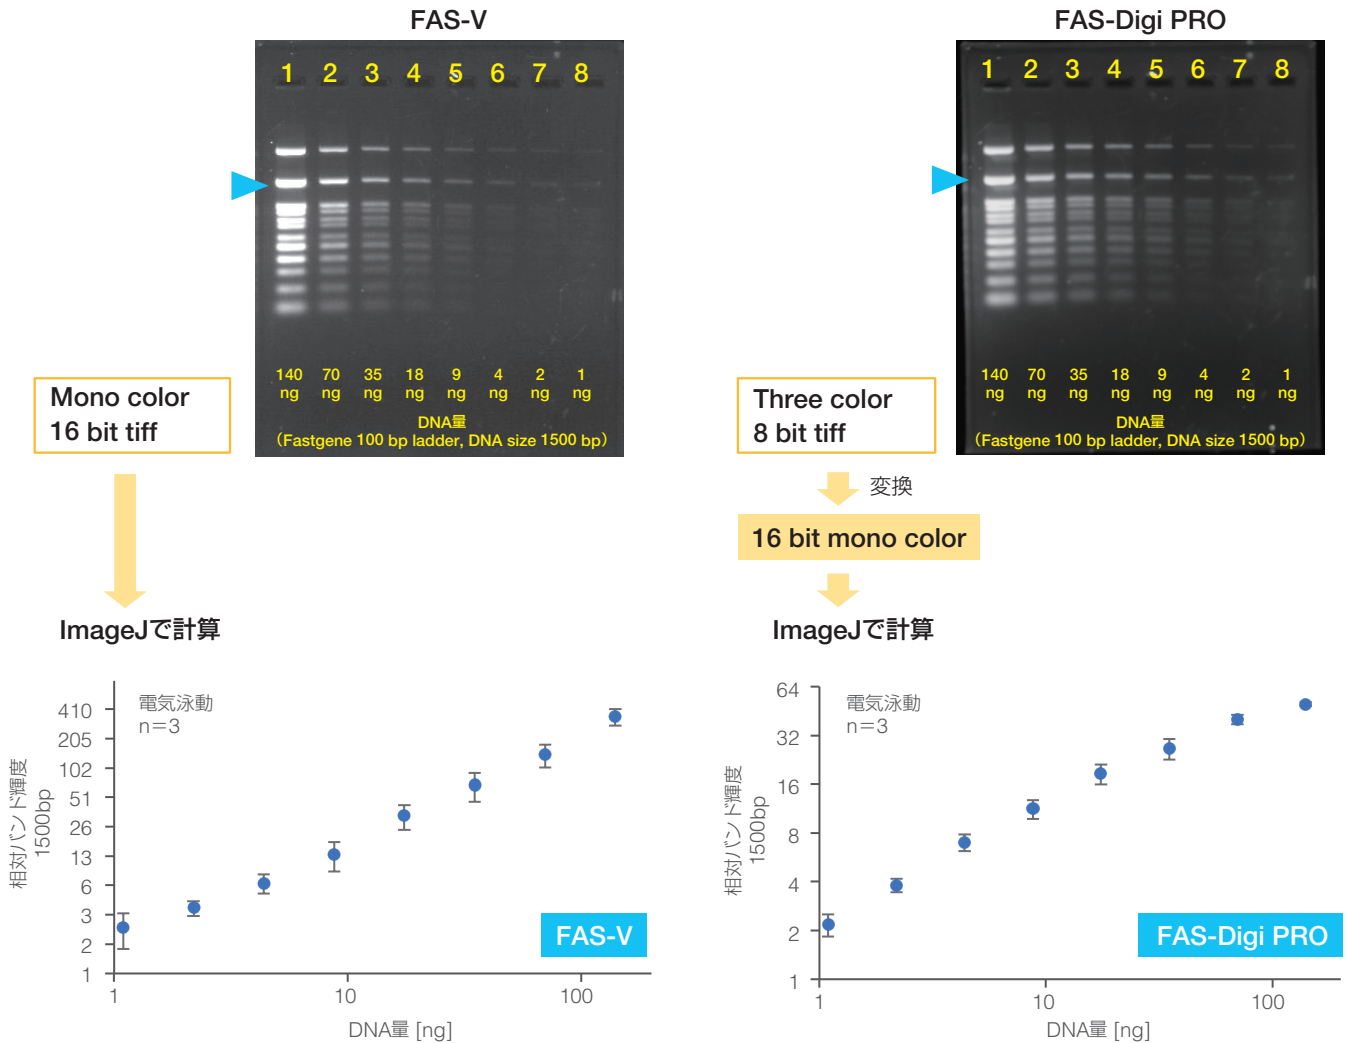 FAS-V
1 2 3 4 5 6 7 8
140 70 35 18 9 4 2 1
ng ng ng ng ng ng ng ng
DNA量
（Fastgene 100 bp ladder, DNA size 1500 bp）
Mono color
16 bit tiff
ImageJで計算
電気泳動
n＝3
410
205
102
51
26
13
6
3
2
1
相対バンド輝度
1500bp
FAS-V
1 10 100
DNA量 [ng]
FAS-Digi PRO
1 2 3 4 5 6 7 8
140 70 35 18 9 4 2 1
ng ng ng ng ng ng ng ng
DNA量
（Fastgene 100 bp ladder, DNA size 1500 bp）
Three color
8 bit tiff
変換
16 bit mono color
ImageJで計算
電気泳動
n＝3
64
32
16
8
4
2
1
相対バンド輝度
1500bp
FAS-Digi PRO
1 10 100
DNA量 [ng]